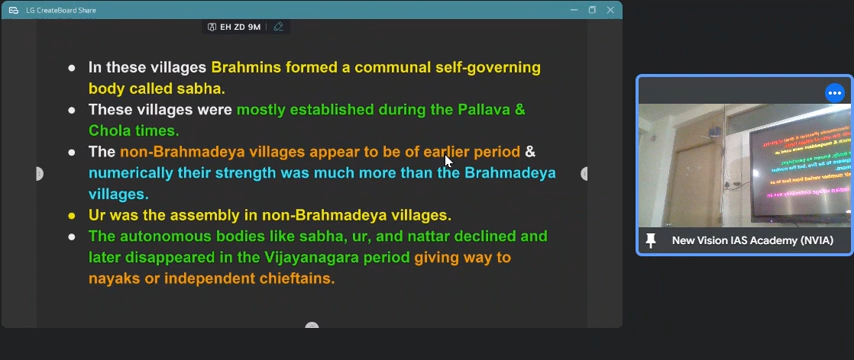 LG CreateBoard Share
EH ZD 9M
● In these villages Brahmins formed a communal self-governing
body called sabha.
● These villages were mostly established during the Pallava &
Chola times.
● The non-Brahmadeya villages appear to be of earlier period &
numerically their strength was much more than the Brahmadeya
villages.
● Ur was the assembly in non-Brahmadeya villages.
● The autonomous bodies like sabha, ur, and nattar declined and
later disappeared in the Vijayanagara period giving way to
nayaks or independent chieftains.
New Vision IAS Academy (NVIA)